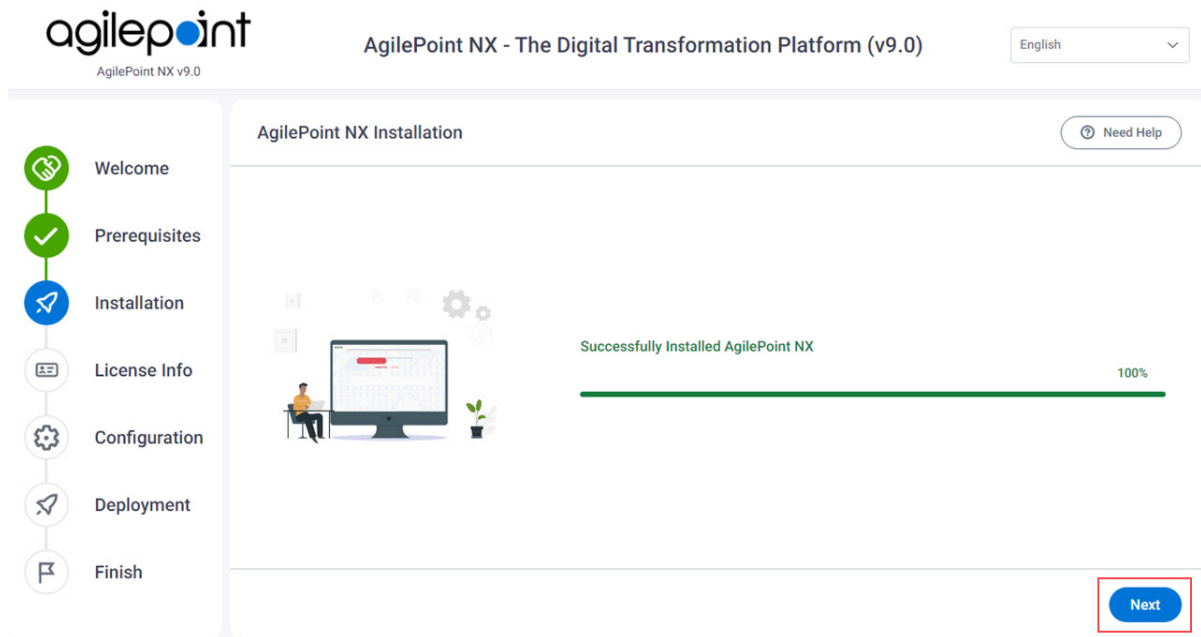 agilepoint
AgilePoint NX v9.0
AgilePoint NX - The Digital Transformation Platform (v9.0)
English
Welcome
Prerequisites
Installation
License Info
Configuration
Deployment
Finish
AgilePoint NX Installation
Need Help
Successfully Installed AgilePoint NX
100%
Next